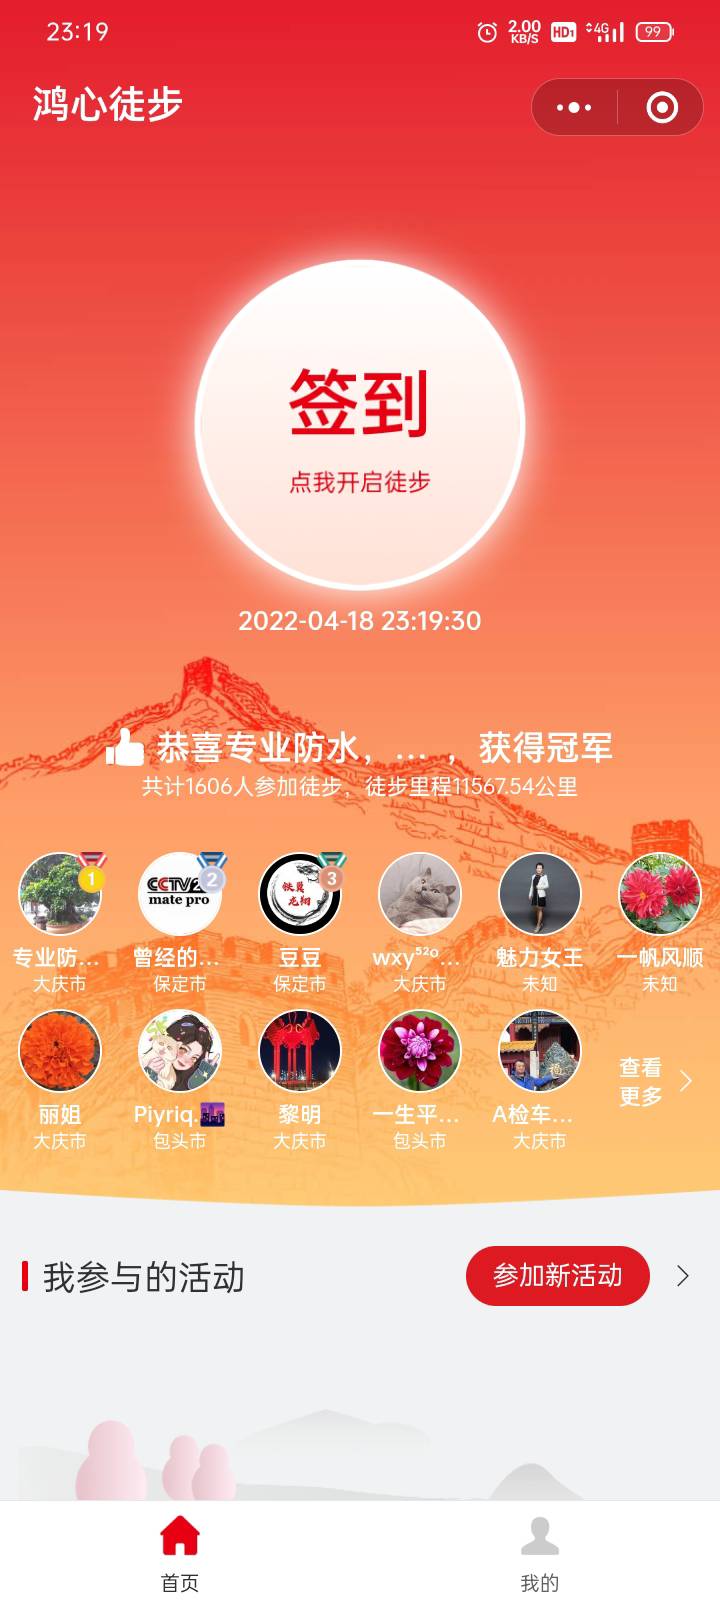 23:19
2.00 KB/S HD1 4G 99
鸿心徒步
签到
点我开启徒步
2022-04-18 23:19:30
恭喜专业防水，... ，获得冠军
共计1606人参加徒步，徒步里程11567.54公里
1 2 3
CCTV2
mate pro
专业防... 曾经的... 豆豆 wxy⁵²⁰... 魅力女王 一帆风顺
大庆市 保定市 保定市 大庆市 未知 未知
丽姐 Piyriq. 黎明 一生平... A检车...
大庆市 包头市 大庆市 包头市 大庆市
查看
更多
我参与的活动
参加新活动
首页 我的